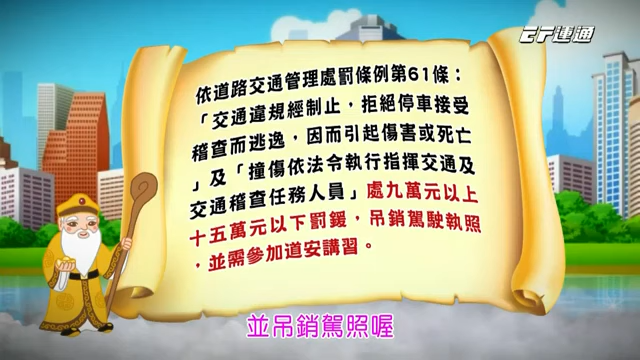 ET運通
依道路交通管理處罰條例第61條：
「交通違規經制止，拒絕停車接受
稽查而逃逸，因而引起傷害或死亡
」及「撞傷依法令執行指揮交通及
交通稽查任務人員」處九萬元以上
十五萬元以下罰鍰，吊銷駕駛執照
，並需參加道安講習。
並吊銷駕照喔